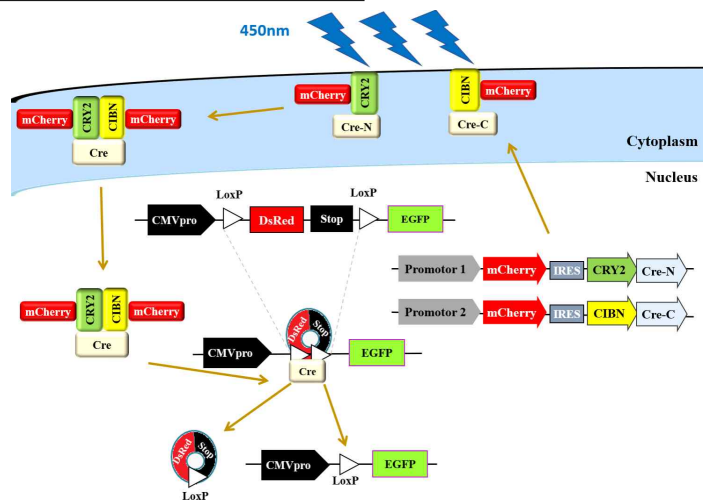 450nm
mCherry
CRY2
Cre-N
CIBN
mCherry
Cre-C
mCherry
CRY2
CIBN
mCherry
Cre
Cytoplasm
Nucleus
LoxP
LoxP
CMVpro
DsRed
Stop
EGFP
Promotor 1
mCherry
IRES
CRY2
Cre-N
Promotor 2
mCherry
IRES
CIBN
Cre-C
mCherry
CRY2
CIBN
mCherry
Cre
DsRed
Stop
CMVpro
EGFP
Cre
DsRed
Stop
LoxP
CMVpro
LoxP
EGFP